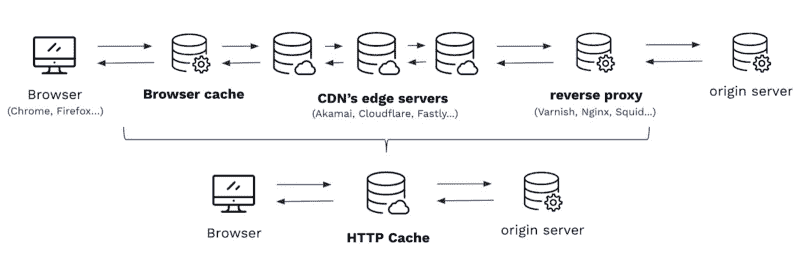 Browser
(Chrome, Firefox...)
Browser cache
CDN's edge servers
(Akamai, Cloudflare, Fastly...)
reverse proxy
(Varnish, Nginx, Squid...)
origin server
Browser
HTTP Cache
origin server